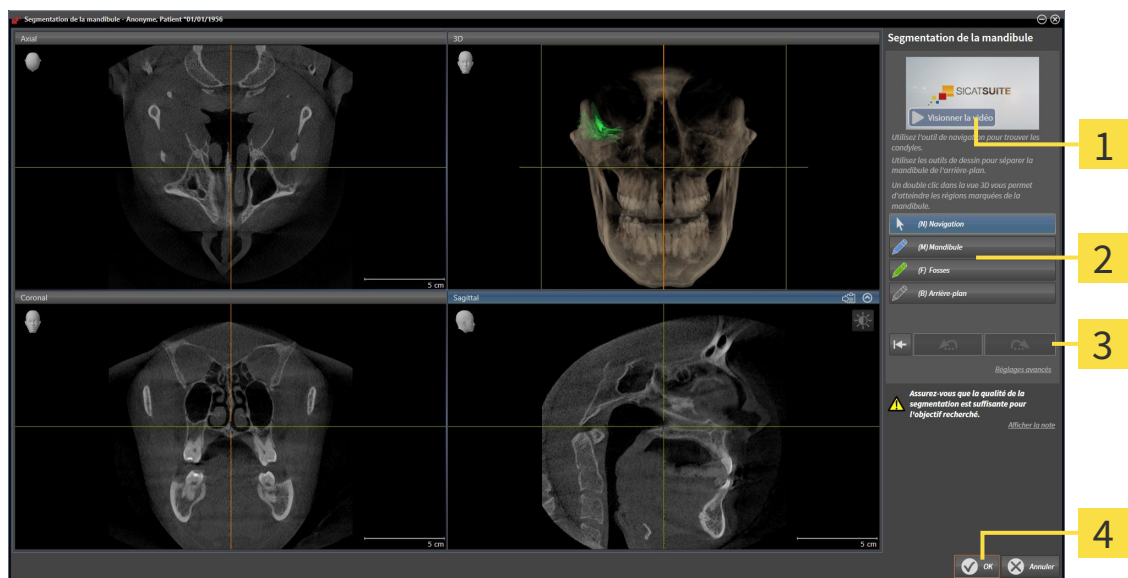 Segmentation de la mandibule - Anonyme, Patient *01/01/1956
Axial
3D
5 cm
Coronal
Sagittal
5 cm
5 cm
Segmentation de la mandibule
SICATSUITE
Visionner la vidéo
Utilisez l'outil de navigation pour trouver les
condyles.
Utilisez les outils de dessin pour séparer la
mandibule de l'arrière-plan.
Un double clic dans la vue 3D vous permet
d'atteindre les régions marquées de la
mandibule.
(N) Navigation
(M) Mandibule
(F) Fosses
(B) Arrière-plan
Réglages avancés
Assurez-vous que la qualité de la
segmentation est suffisante pour
l'objectif recherché.
Afficher la note
OK
Annuler
1
2
3
4